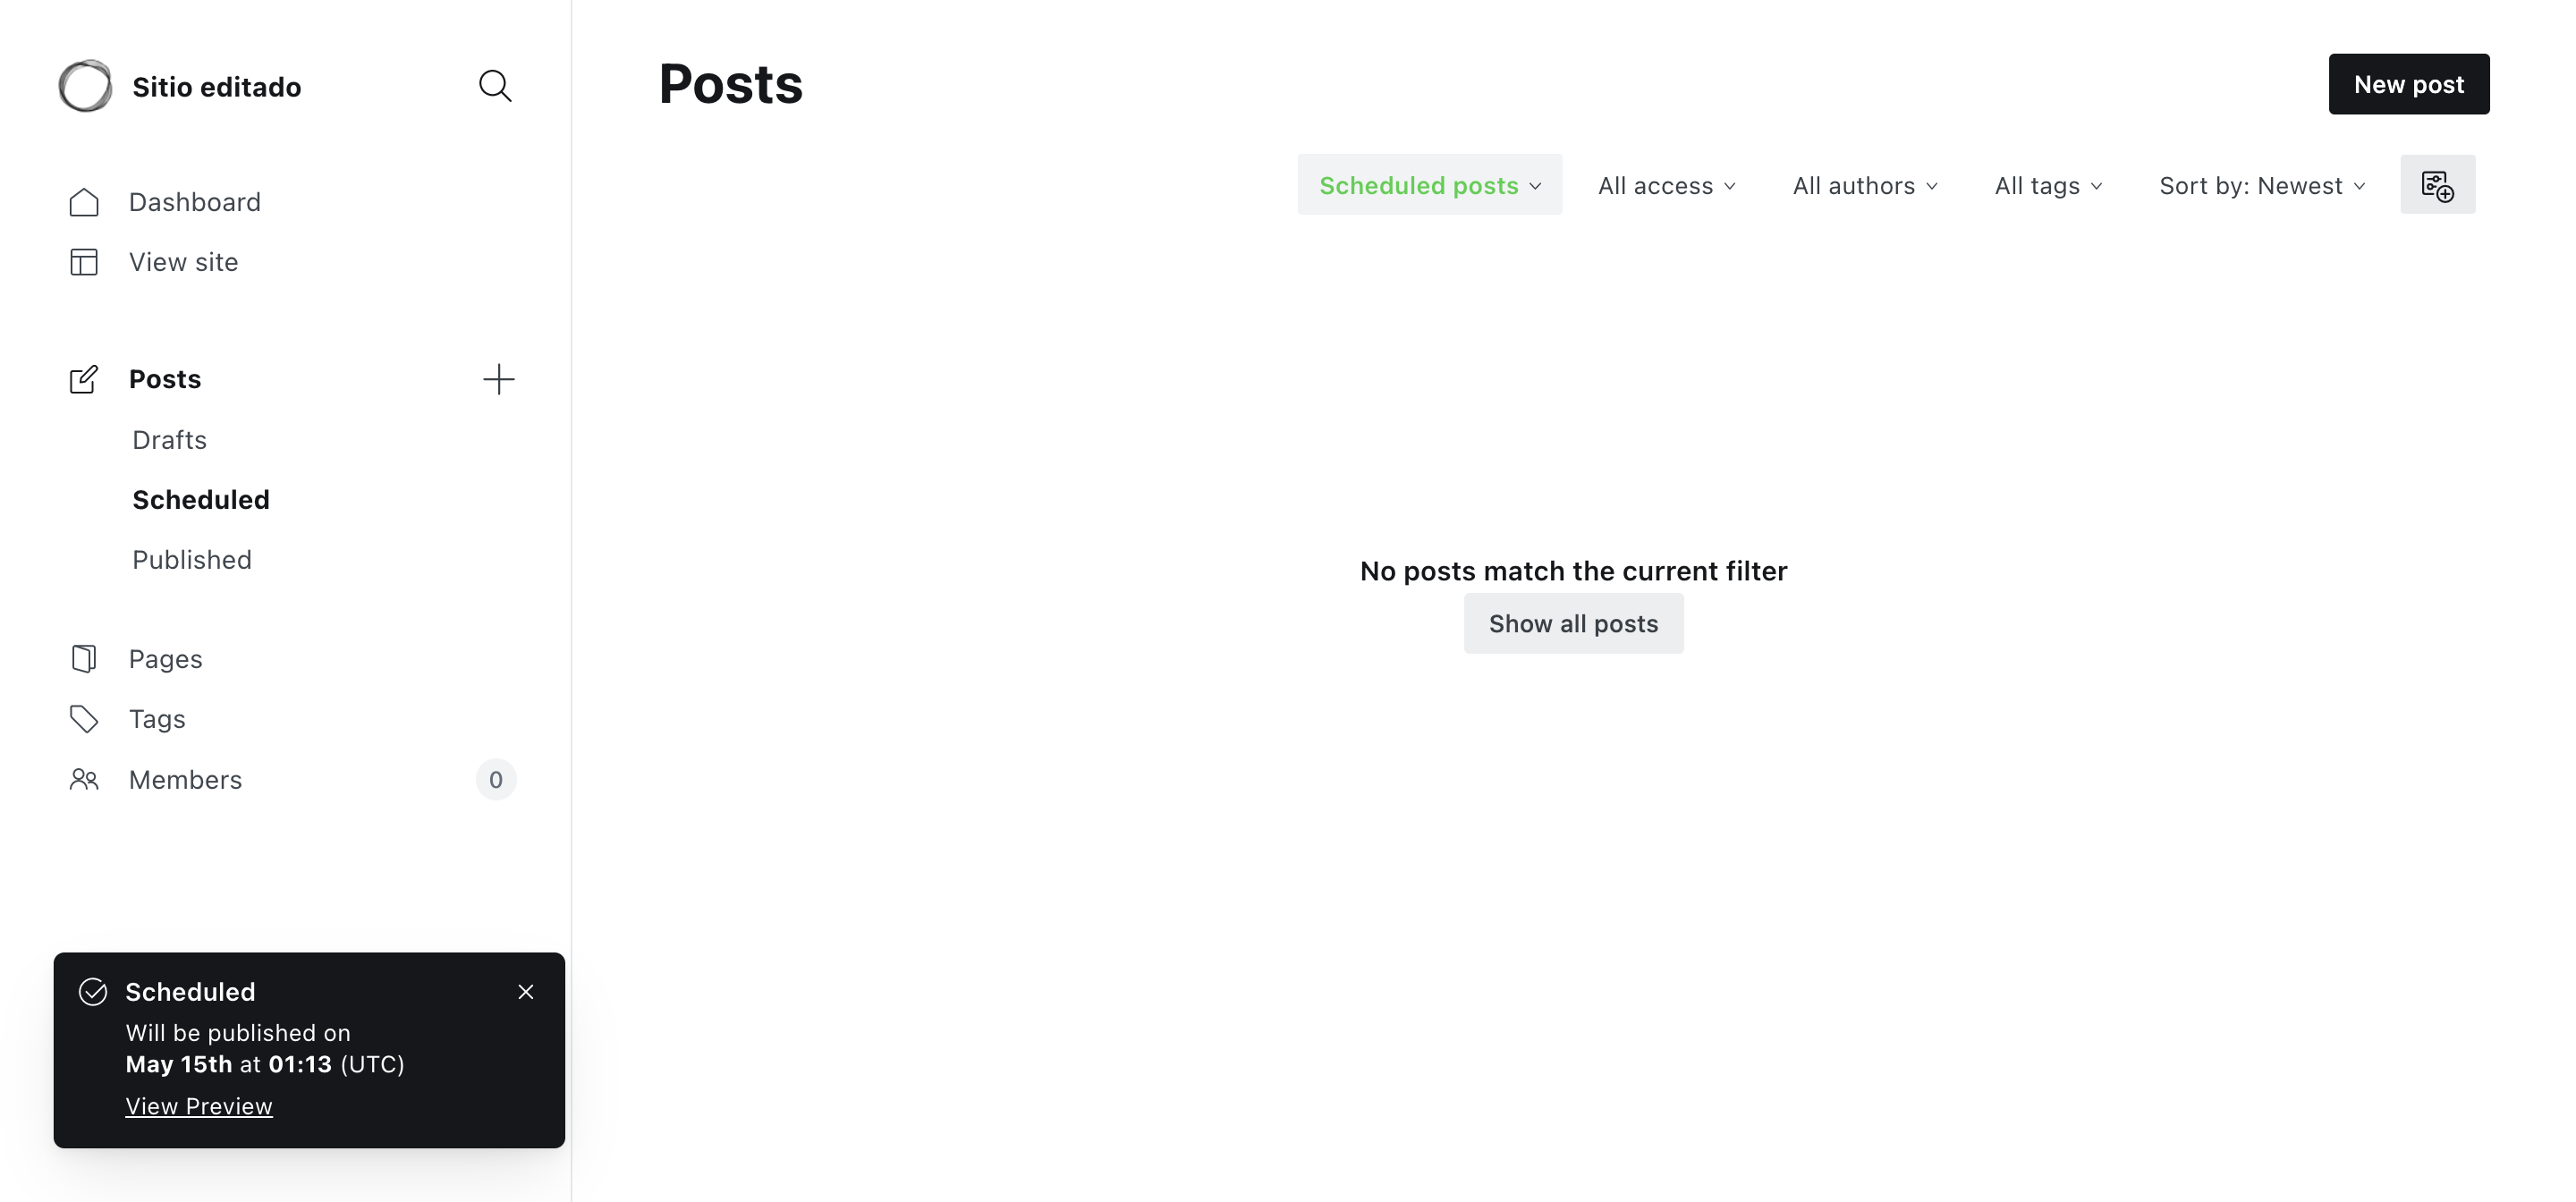 Sitio editado
Dashboard
View site
Posts
Drafts
Scheduled
Published
Pages
Tags
Members 0
Scheduled
Will be published on
May 15th at 01:13 (UTC)
View Preview
Posts
New post
Scheduled posts All access All authors All tags Sort by: Newest
No posts match the current filter
Show all posts